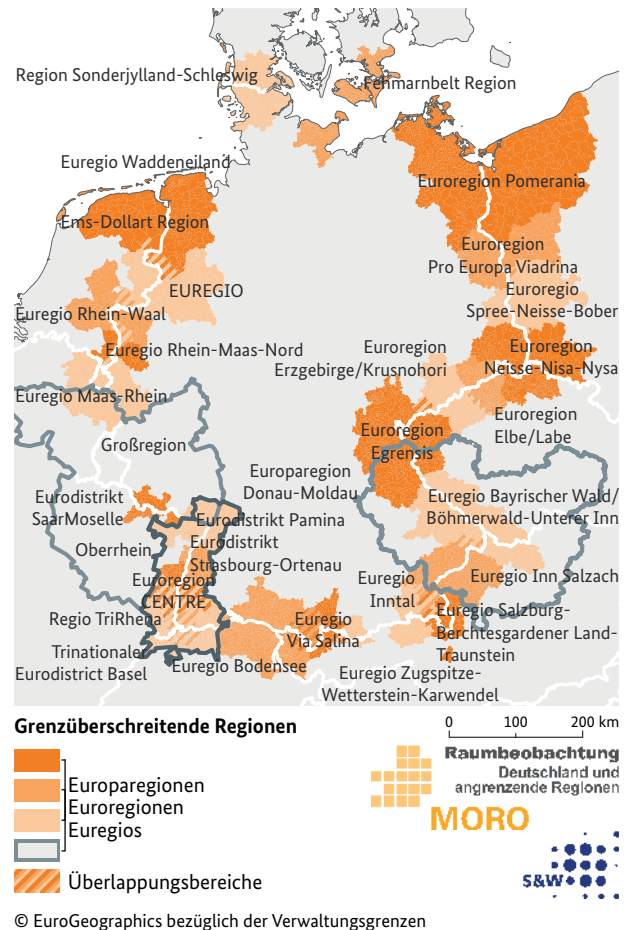 Region Sonderjylland-Schleswig
Fehmarnbelt Region
Euregio Waddeneiland
Ems-Dollart Region
Euroregion Pomerania
Euroregion
Pro Europa Viadrina
EUREGIO
Euroregion
Spree-Neisse-Bober
Euregio Rhein-Waal
Euregio Rhein-Maas-Nord
Euroregion
Erzgebirge/Krusnohori
Euroregion
Neisse-Nisa-Nysa
Euregio Maas-Rhein
Euroregion
Elbe/Labe
Großregion
Euroregion
Egrensis
Europaregion
Donau-Moldau
Eurodistrikt
SaarMoselle
Euregio Bayrischer Wald/
Böhmerwald-Unterer Inn
Eurodistrikt Pamina
Oberrhein
Eurodistrikt
Strasbourg-Ortenau
Euroregion
CENTRE
Euregio
Inntal
Euregio Inn Salzach
Regio TriRhena
Euregio
Via Salina
Euregio Salzburg-
Berchtesgardener Land-
Traunstein
Trinationaler
Eurodistrict Basel
Euregio Bodensee
Euregio Zugspitze-
Wetterstein-Karwendel
Grenzüberschreitende Regionen
0 100 200 km
Europaregionen
Euroregionen
Euregios
Überlappungsbereiche
Raumbeobachtung
Deutschland und
angrenzende Regionen
MORO
S&W
© EuroGeographics bezüglich der Verwaltungsgrenzen